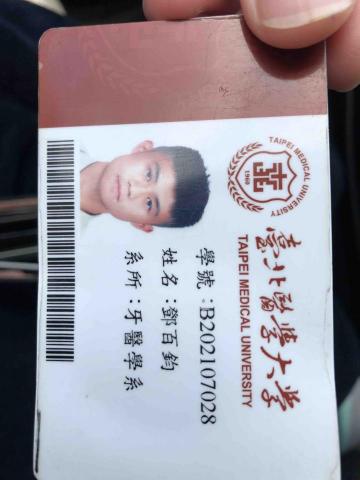 TAIPEI MEDICAL UNIVERSITY
1960
臺北醫學大學
TAIPEI MEDICAL UNIVERSITY
學號：B202107028
姓名：鄧百鈞
系所：牙醫學系